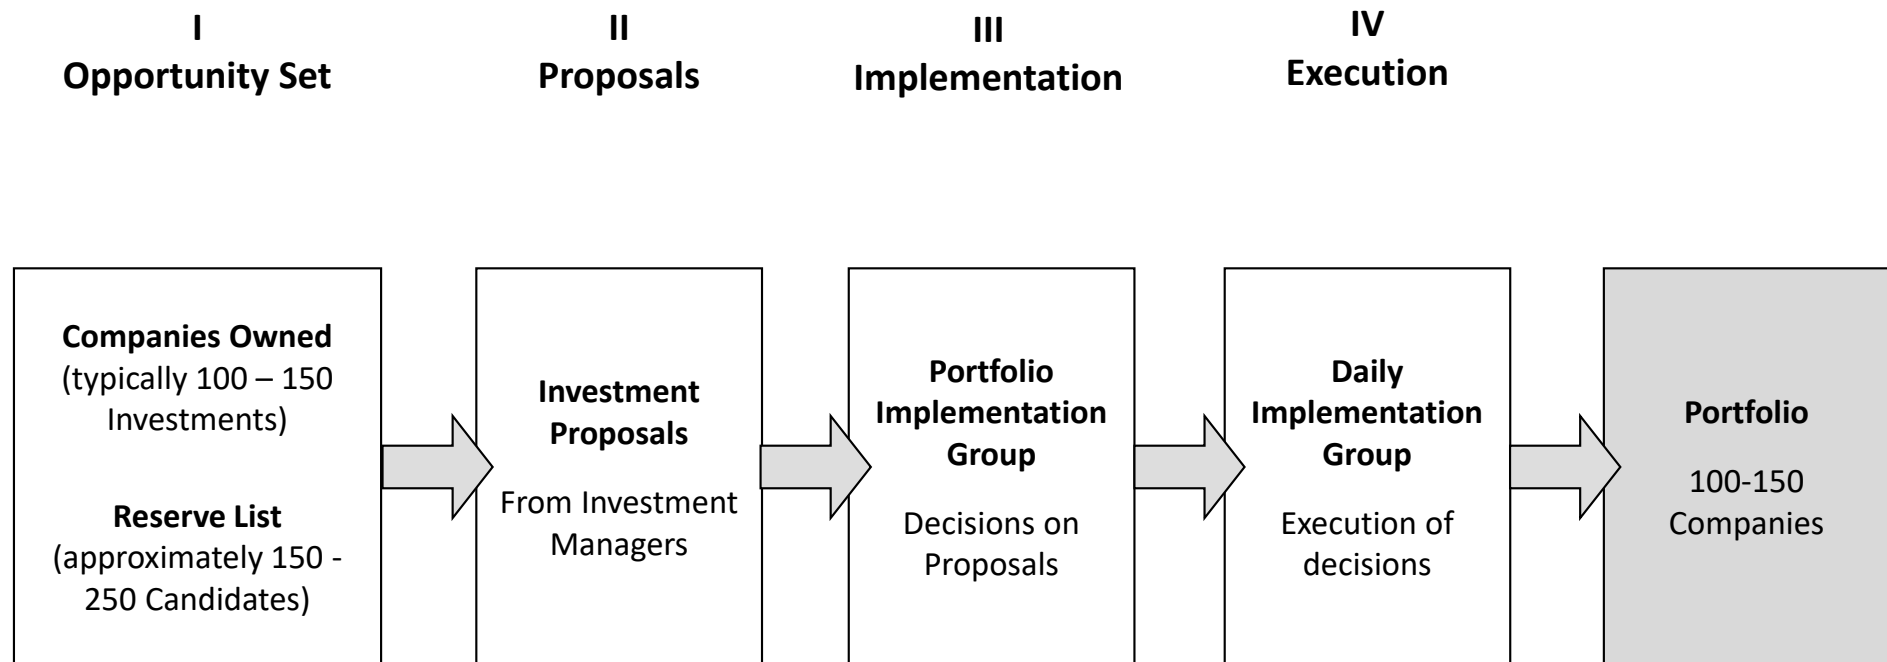 I
Opportunity Set
II
Proposals
III
Implementation
IV
Execution
Companies Owned
(typically 100 – 150
Investments)
Reserve List
(approximately 150 -
250 Candidates)
Investment
Proposals
From Investment
Managers
Portfolio
Implementation
Group
Decisions on
Proposals
Daily
Implementation
Group
Execution of
decisions
Portfolio
100-150
Companies